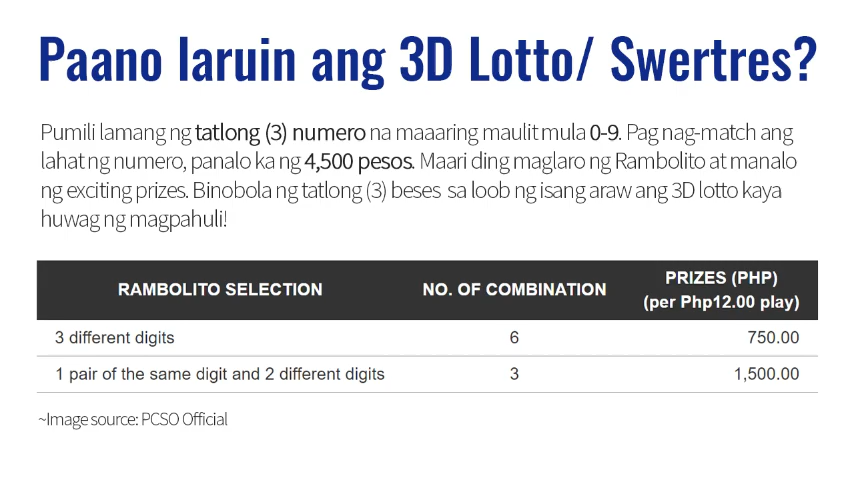 Paano laruin ang 3D Lotto/ Swertres?
Pumili lamang ng tatlong (3) numero na maaaring maulit mula 0-9. Pag nag-match ang
lahat ng numero, panalo ka ng 4,500 pesos. Maari ding maglaro ng Rambolito at manalo
ng exciting prizes. Binobola ng tatlong (3) beses sa loob ng isang araw ang 3D lotto kaya
huwag ng magpahuli!
RAMBOLITO SELECTION NO. OF COMBINATION PRIZES (PHP)
(per Php12.00 play)
3 different digits 6 750.00
1 pair of the same digit and 2 different digits 3 1,500.00
~Image source: PCSO Official